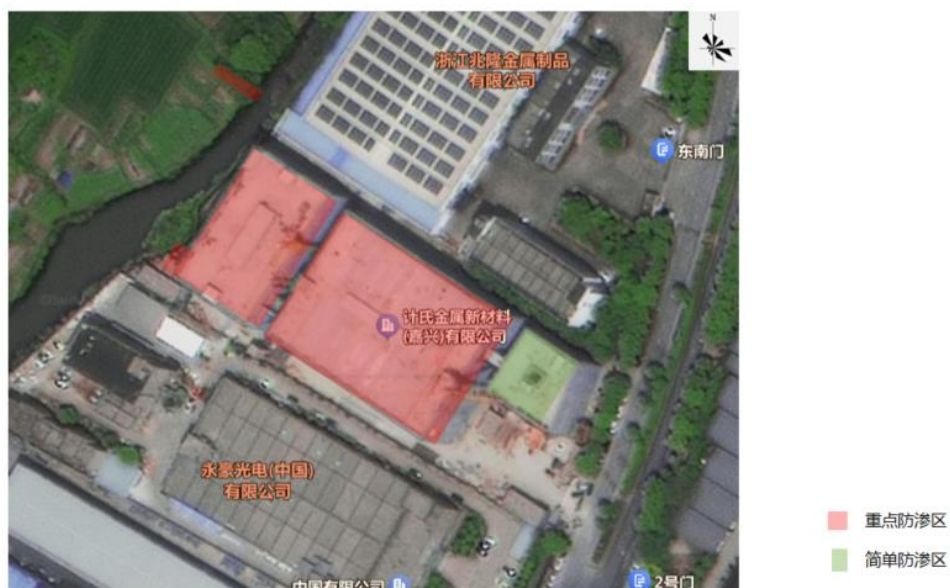 N
浙江兆隆金属制品
有限公司
东南门
计氏金属新材料
(嘉兴)有限公司
永豪光电(中国)
有限公司
中国有限公司
2号门
重点防渗区
简单防渗区